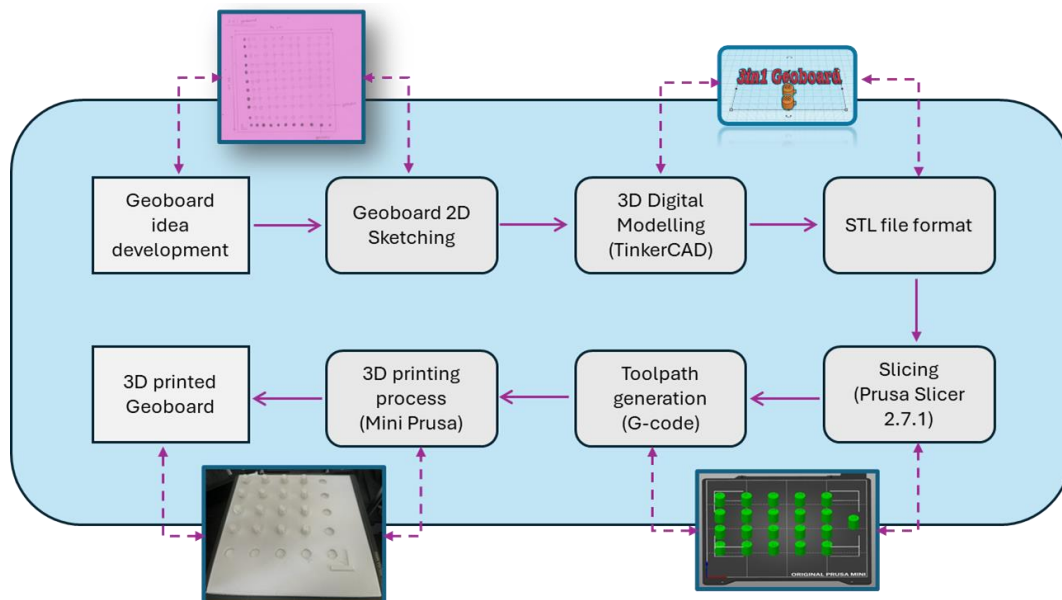 3in1 Geoboard
Geoboard
idea
development
Geoboard 2D
Sketching
3D Digital
Modelling
(TinkerCAD)
STL file format
3D printed
Geoboard
3D printing
process
(Mini Prusa)
Toolpath
generation
(G-code)
Slicing
(Prusa Slicer
2.7.1)
ORIGINAL PRUSA MINI